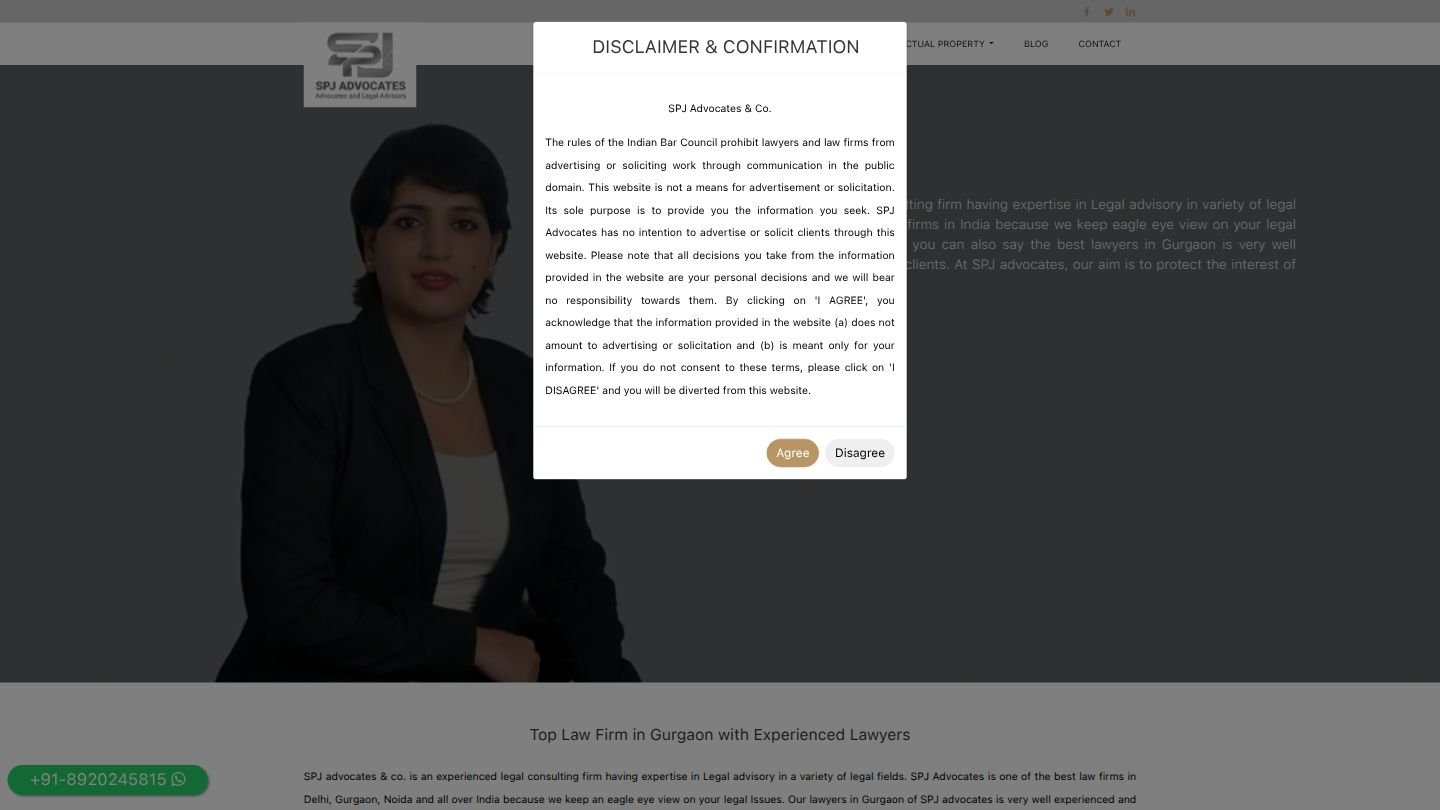 SPJ ADVOCATES
Advocates and Legal Advisors
CTUAL PROPERTY
BLOG
CONTACT
DISCLAIMER & CONFIRMATION
SPJ Advocates & Co.
The rules of the Indian Bar Council prohibit lawyers and law firms from
advertising or soliciting work through communication in the public
domain. This website is not a means for advertisement or solicitation.
Its sole purpose is to provide you the information you seek. SPJ
Advocates has no intention to advertise or solicit clients through this
website. Please note that all decisions you take from the information
provided in the website are your personal decisions and we will bear
no responsibility towards them. By clicking on 'I AGREE', you
acknowledge that the information provided in the website (a) does not
amount to advertising or solicitation and (b) is meant only for your
information. If you do not consent to these terms, please click on 'I
DISAGREE' and you will be diverted from this website.
Agree
Disagree
lting firm having expertise in Legal advisory in variety of legal
firms in India because we keep eagle eye view on your legal
you can also say the best lawyers in Gurgaon is very well
clients. At SPJ advocates, our aim is to protect the interest of
Top Law Firm in Gurgaon with Experienced Lawyers
SPJ advocates & co. is an experienced legal consulting firm having expertise in Legal advisory in a variety of legal fields. SPJ Advocates is one of the best law firms in
Delhi, Gurgaon, Noida and all over India because we keep an eagle eye view on your legal Issues. Our lawyers in Gurgaon of SPJ advocates is very well experienced and
+91-8920245815